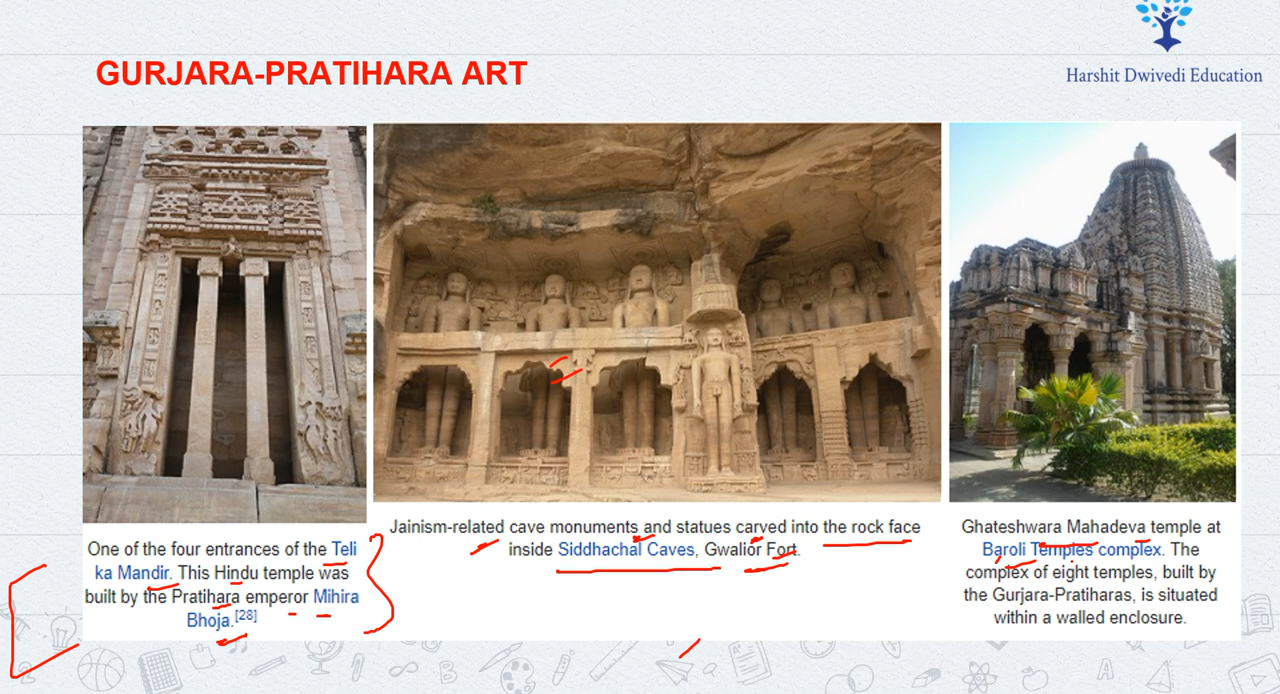 GURJARA-PRATIHARA ART
Harshit Dwivedi Education
One of the four entrances of the Teli
ka Mandir. This Hindu temple was
built by the Pratihara emperor Mihira
Bhoja.[28]
Jainism-related cave monuments and statues carved into the rock face
inside Siddhachal Caves, Gwalior Fort.
Ghateshwara Mahadeva temple at
Baroli Temples complex. The
complex of eight temples, built by
the Gurjara-Pratiharas, is situated
within a walled enclosure.